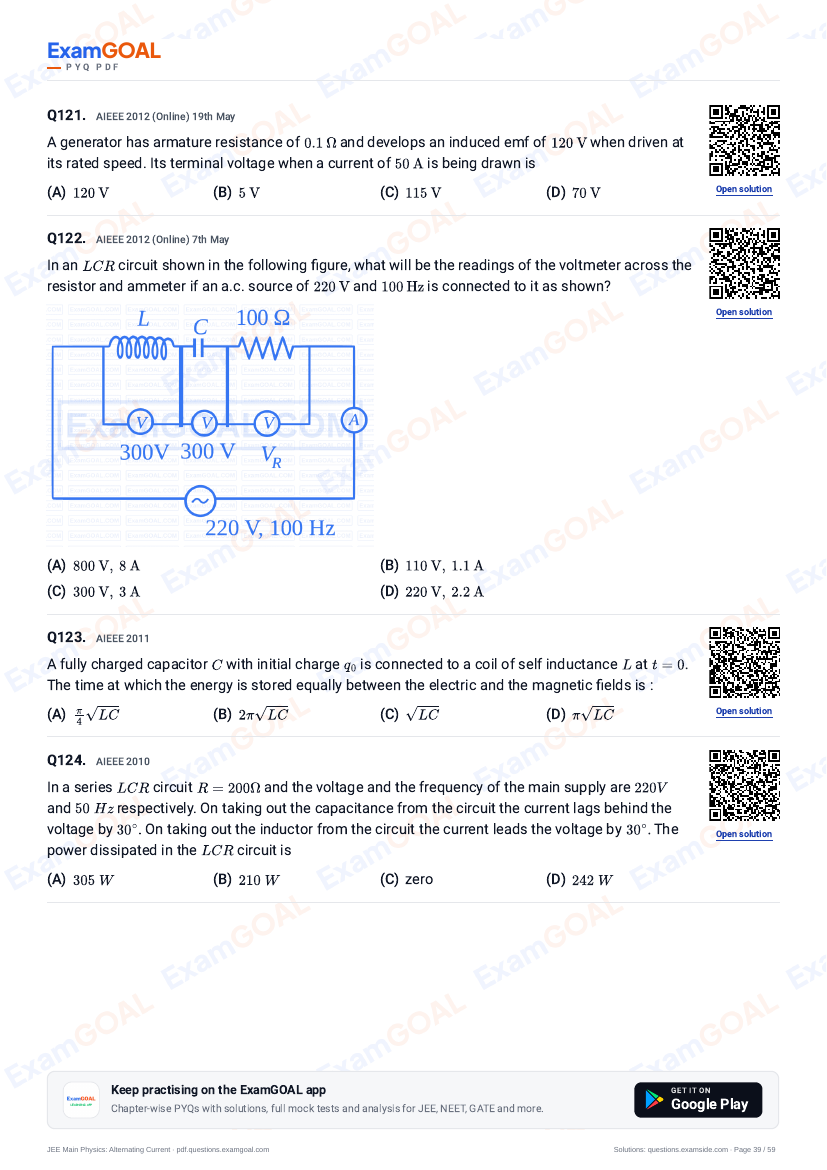 ExamGOAL
PYQ PDF
Q121. AIEEE 2012 (Online) 19th May
A generator has armature resistance of 0.1 Ω and develops an induced emf of 120 V when driven at
its rated speed. Its terminal voltage when a current of 50 A is being drawn is
(A) 120 V (B) 5 V (C) 115 V (D) 70 V
Open solution
Q122. AIEEE 2012 (Online) 7th May
In an LCR circuit shown in the following figure, what will be the readings of the voltmeter across the
resistor and ammeter if an a.c. source of 220 V and 100 Hz is connected to it as shown?
Open solution
L C 100 Ω
V V V A
300V 300 V V_R
220 V, 100 Hz
ExamGOAL.COM
(A) 800 V, 8 A (B) 110 V, 1.1 A
(C) 300 V, 3 A (D) 220 V, 2.2 A
Q123. AIEEE 2011
A fully charged capacitor C with initial charge q₀ is connected to a coil of self inductance L at t = 0.
The time at which the energy is stored equally between the electric and the magnetic fields is :
(A) π/4 √LC (B) 2π√LC (C) √LC (D) π√LC
Open solution
Q124. AIEEE 2010
In a series LCR circuit R = 200Ω and the voltage and the frequency of the main supply are 220V
and 50 Hz respectively. On taking out the capacitance from the circuit the current lags behind the
voltage by 30°. On taking out the inductor from the circuit the current leads the voltage by 30°. The
power dissipated in the LCR circuit is
(A) 305 W (B) 210 W (C) zero (D) 242 W
Open solution
ExamGOAL
Keep practising on the ExamGOAL app
Chapter-wise PYQs with solutions, full mock tests and analysis for JEE, NEET, GATE and more.
GET IT ON
Google Play
JEE Main Physics: Alternating Current · pdf.questions.examgoal.com
Solutions: questions.examside.com · Page 39 / 59